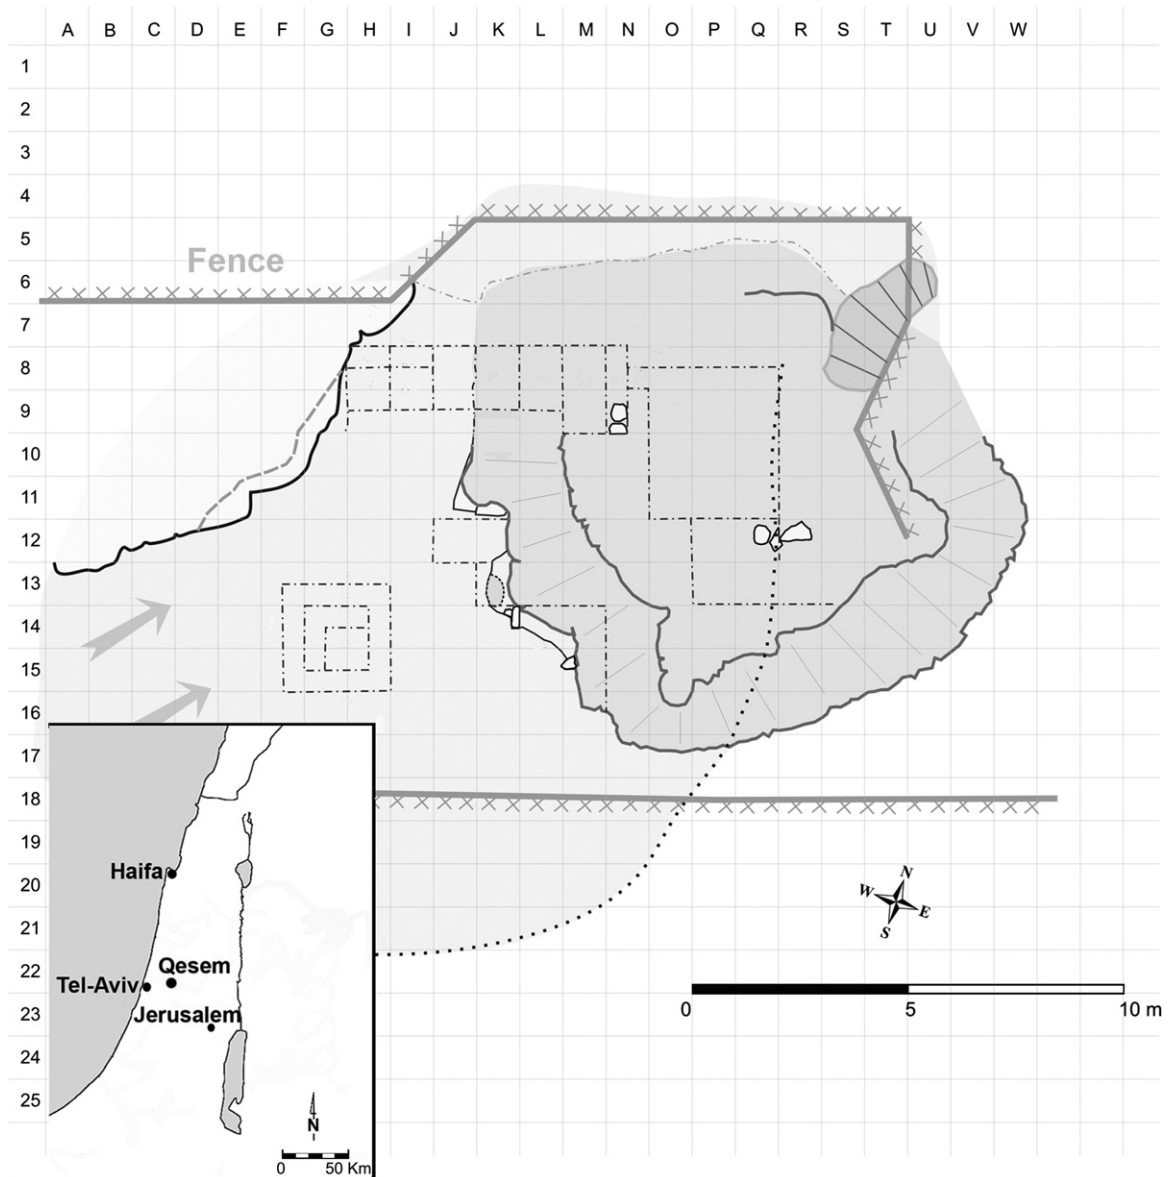 A B C D E F G H I J K L M N O P Q R S T U V W
1
2
3
4
5
Fence
6
7
8
9
10
11
12
13
14
15
16
17
18
19
20
21
22
23
24
25
N
W
E
S
0 5 10 m
Haifa
Qesem
Tel-Aviv
Jerusalem
N
0 50 Km